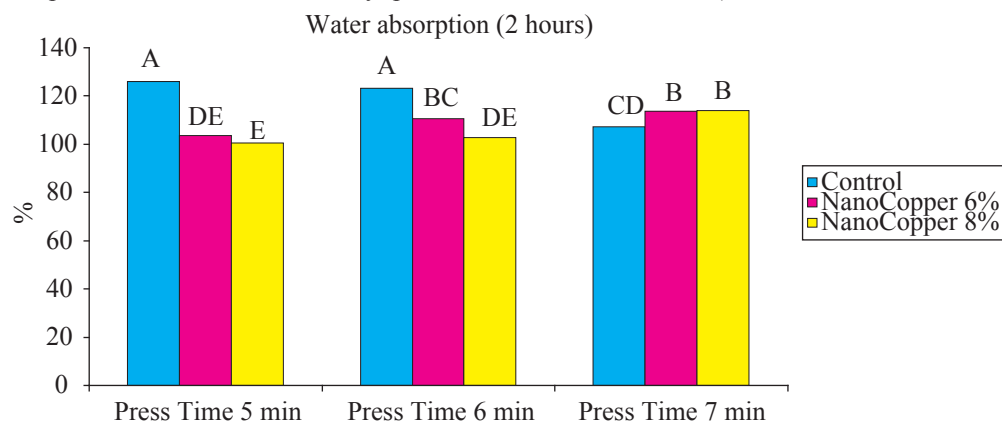 Water absorption (2 hours)
140
120
100
80
60
40
20
0
%
A
DE
E
A
BC
DE
CD
B
B
Press Time 5 min
Press Time 6 min
Press Time 7 min
Control
NanoCopper 6%
NanoCopper 8%